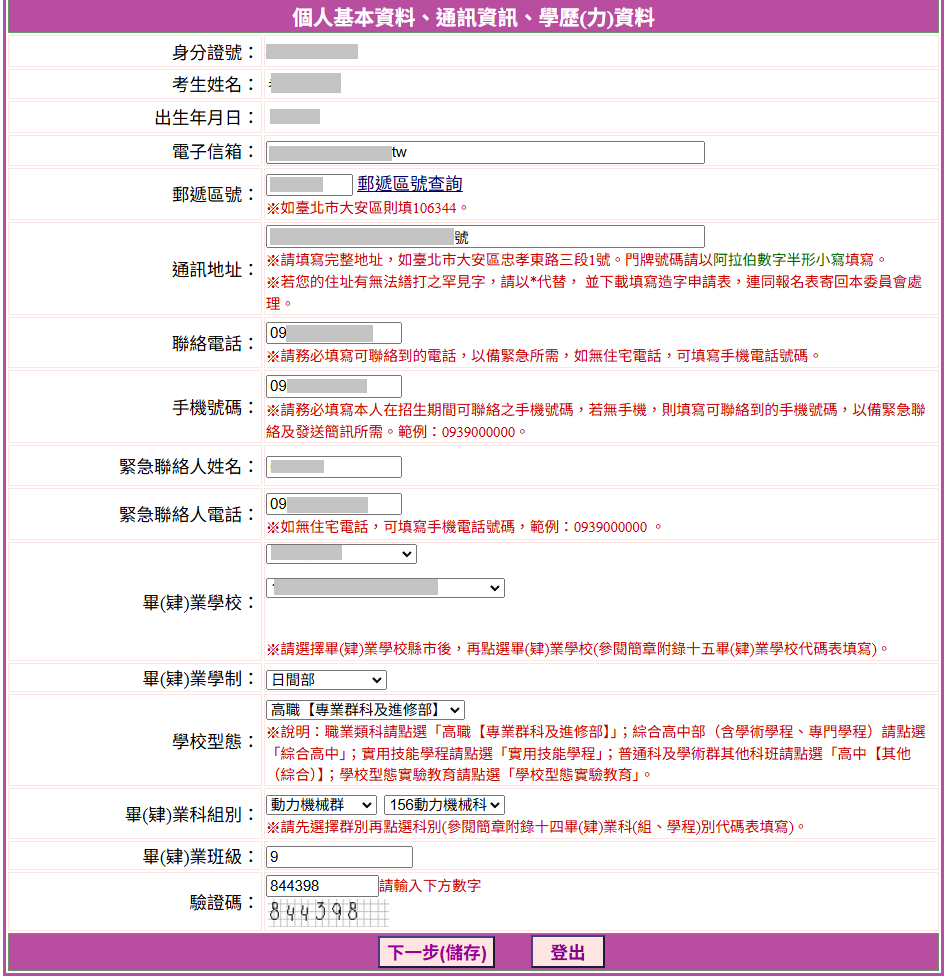 個人基本資料、通訊資訊、學歷(力)資料
身分證號：
考生姓名：
出生年月日：
電子信箱： tw
郵遞區號： 郵遞區號查詢
※如臺北市大安區則填106344。
號
通訊地址： ※請填寫完整地址，如臺北市大安區忠孝東路三段1號。門牌號碼請以阿拉伯數字半形小寫填寫。
※若您的住址有無法繕打之罕見字，請以*代替， 並下載填寫造字申請表，連同報名表寄回本委員會處
理。
聯絡電話： 09
※請務必填寫可聯絡到的電話，以備緊急所需，如無住宅電話，可填寫手機電話號碼。
手機號碼： 09
※請務必填寫本人在招生期間可聯絡之手機號碼，若無手機，則填寫可聯絡到的手機號碼，以備緊急聯
絡及發送簡訊所需。範例：0939000000。
緊急聯絡人姓名：
緊急聯絡人電話： 09
※如無住宅電話，可填寫手機電話號碼，範例：0939000000 。
畢(肄)業學校：
※請選擇畢(肄)業學校縣市後，再點選畢(肄)業學校(參閱簡章附錄十五畢(肄)業學校代碼表填寫)。
畢(肄)業學制： 日間部
學校型態： 高職【專業群科及進修部】
※說明：職業類科請點選「高職【專業群科及進修部】」；綜合高中部（含學術學程、專門學程）請點選
「綜合高中」；實用技能學程請點選「實用技能學程」；普通科及學術群其他科班請點選「高中【其他
（綜合）】；學校型態實驗教育請點選「學校型態實驗教育」。
畢(肄)業科組別： 動力機械群 156動力機械科
※請先選擇群別再點選科別(參閱簡章附錄十四畢(肄)業科(組、學程)別代碼表填寫)。
畢(肄)業班級： 9
驗證碼： 844398請輸入下方數字
844398
下一步(儲存) 登出